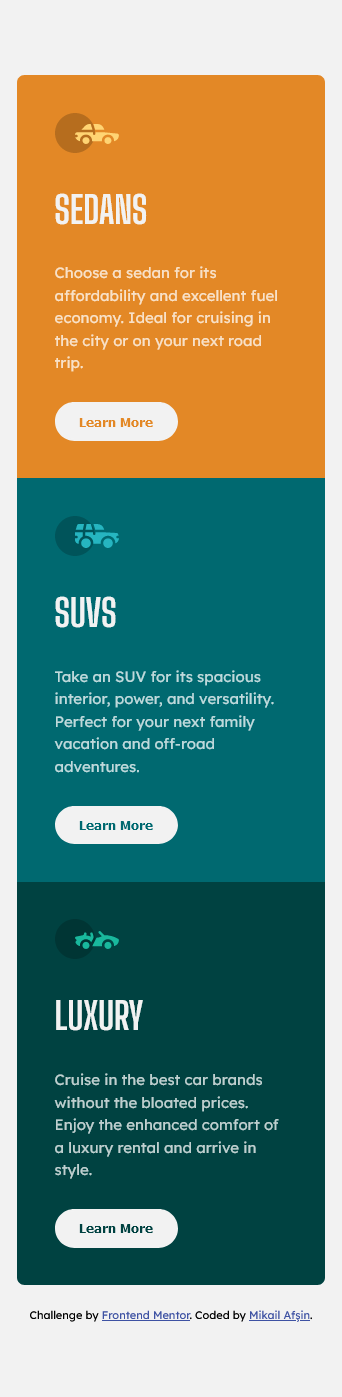 SEDANS
Choose a sedan for its
affordability and excellent fuel
economy. Ideal for cruising in
the city or on your next road
trip.
Learn More
SUVS
Take an SUV for its spacious
interior, power, and versatility.
Perfect for your next family
vacation and off-road
adventures.
Learn More
LUXURY
Cruise in the best car brands
without the bloated prices.
Enjoy the enhanced comfort of
a luxury rental and arrive in
style.
Learn More
Challenge by Frontend Mentor. Coded by Mikail Afşin.